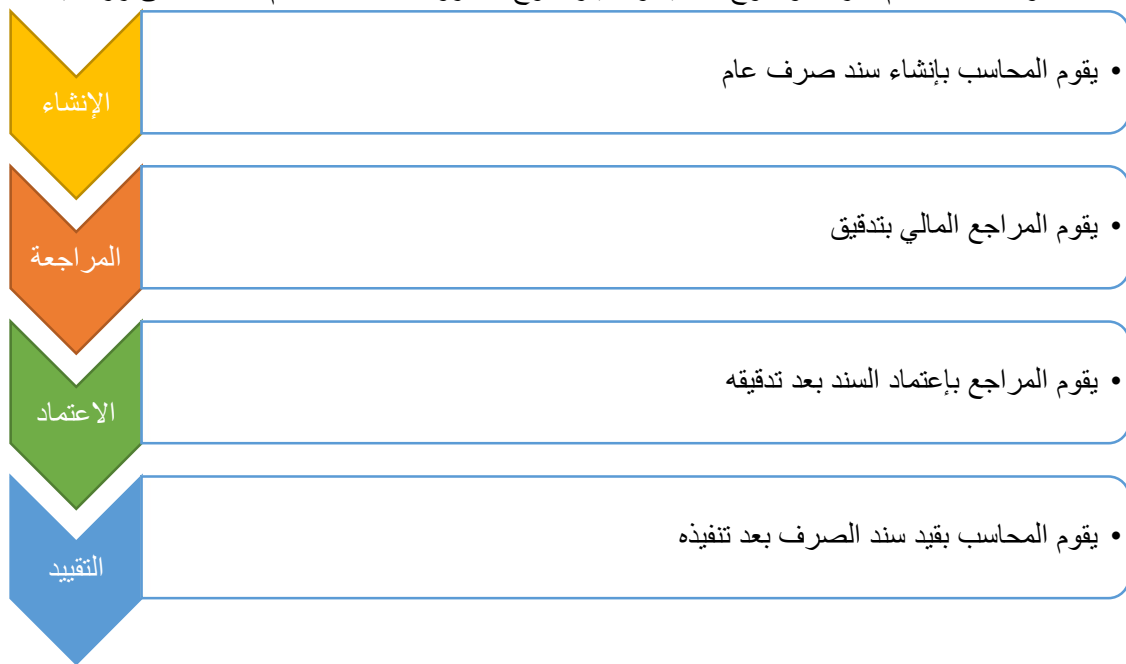 الإنشاء
• يقوم المحاسب بإنشاء سند صرف عام
المراجعة
• يقوم المراجع المالي بتدقيق
الاعتماد
• يقوم المراجع بإعتماد السند بعد تدقيقه
التقييد
• يقوم المحاسب بقيد سند الصرف بعد تنفيذه